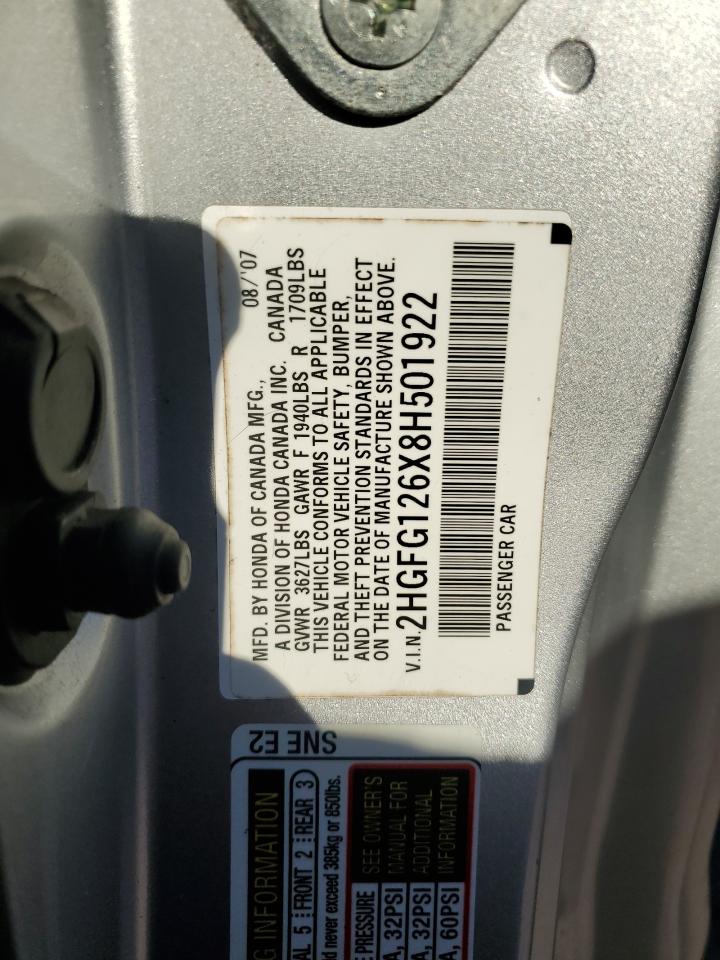 MFD. BY HONDA OF CANADA MFG., 08/'07
A DIVISION OF HONDA CANADA INC. CANADA
GVWR 3627LBS GAWR F 1940LBS R 1709LBS
THIS VEHICLE CONFORMS TO ALL APPLICABLE
FEDERAL MOTOR VEHICLE SAFETY, BUMPER,
AND THEFT PREVENTION STANDARDS IN EFFECT
ON THE DATE OF MANUFACTURE SHOWN ABOVE.
V.I.N. 2HGFG126X8H501922
PASSENGER CAR
SNE E2
INFORMATION
5 FRONT 2 REAR 3
never exceed 385kg or 850lbs.
PRESSURE SEE OWNER'S
32PSI MANUAL FOR
32PSI ADDITIONAL
60PSI INFORMATION